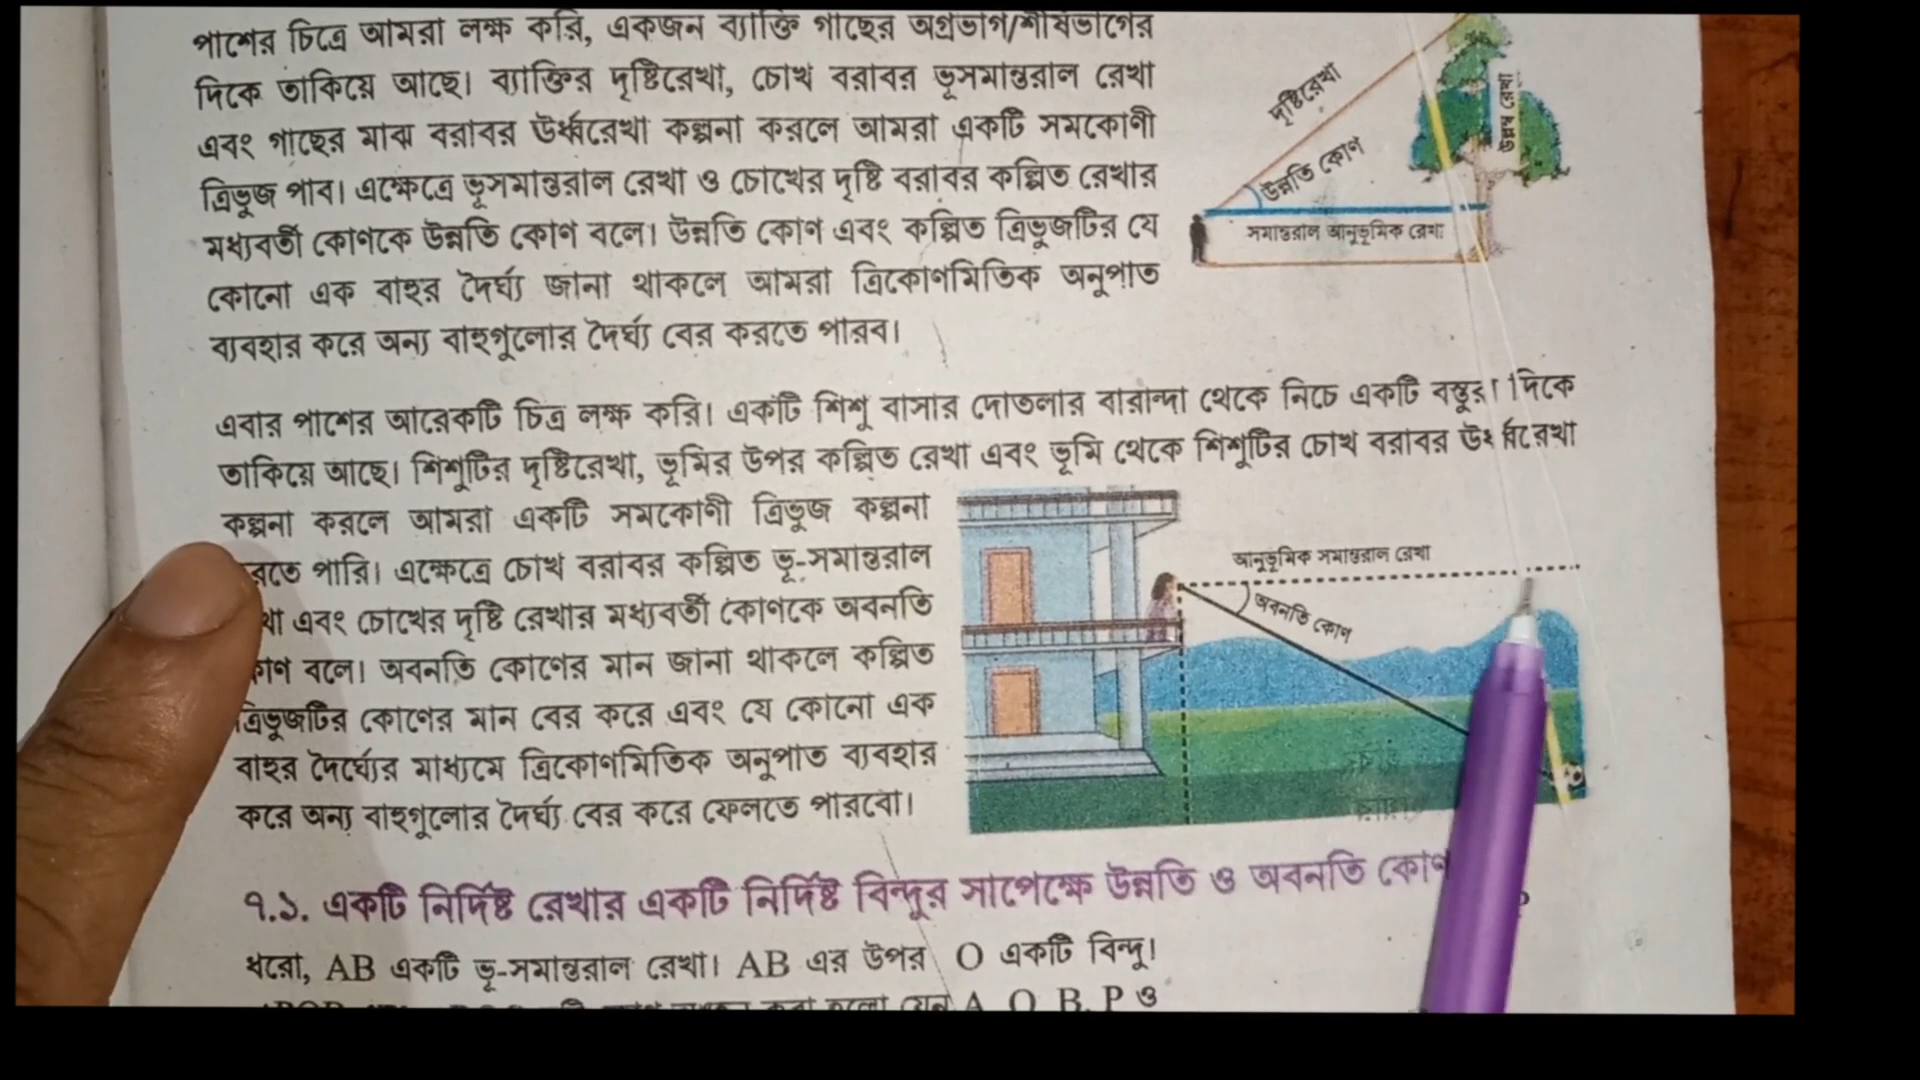 পাশের চিত্রে আমরা লক্ষ করি, একজন ব্যাক্তি গাছের অগ্রভাগ/শীর্ষভাগের
দিকে তাকিয়ে আছে। ব্যাক্তির দৃষ্টিরেখা, চোখ বরাবর ভূসমান্তরাল রেখা
এবং গাছের মাঝ বরাবর ঊর্ধ্বরেখা কল্পনা করলে আমরা একটি সমকোণী
ত্রিভুজ পাব। এক্ষেত্রে ভূসমান্তরাল রেখা ও চোখের দৃষ্টি বরাবর কল্পিত রেখার
মধ্যবর্তী কোণকে উন্নতি কোণ বলে। উন্নতি কোণ এবং কল্পিত ত্রিভুজটির যে
কোনো এক বাহুর দৈর্ঘ্য জানা থাকলে আমরা ত্রিকোণমিতিক অনুপাত
ব্যবহার করে অন্য বাহুগুলোর দৈর্ঘ্য বের করতে পারব।
দৃষ্টিরেখা
উন্নতি কোণ
উলম্ব রেখা
সমান্তরাল আনুভূমিক রেখা
এবার পাশের আরেকটি চিত্র লক্ষ করি। একটি শিশু বাসার দোতলার বারান্দা থেকে নিচে একটি বস্তুর দিকে
তাকিয়ে আছে। শিশুটির দৃষ্টিরেখা, ভূমির উপর কল্পিত রেখা এবং ভূমি থেকে শিশুটির চোখ বরাবর ঊর্ধ্বরেখা
কল্পনা করলে আমরা একটি সমকোণী ত্রিভুজ কল্পনা
রতে পারি। এক্ষেত্রে চোখ বরাবর কল্পিত ভূ-সমান্তরাল
খা এবং চোখের দৃষ্টি রেখার মধ্যবর্তী কোণকে অবনতি
কোণ বলে। অবনতি কোণের মান জানা থাকলে কল্পিত
ত্রিভুজটির কোণের মান বের করে এবং যে কোনো এক
বাহুর দৈর্ঘ্যের মাধ্যমে ত্রিকোণমিতিক অনুপাত ব্যবহার
করে অন্য বাহুগুলোর দৈর্ঘ্য বের করে ফেলতে পারবো।
আনুভূমিক সমান্তরাল রেখা
অবনতি কোণ
৭.১. একটি নির্দিষ্ট রেখার একটি নির্দিষ্ট বিন্দুর সাপেক্ষে উন্নতি ও অবনতি কোণ
ধরো, AB একটি ভূ-সমান্তরাল রেখা। AB এর উপর O একটি বিন্দু।
যেন A, O, B, P ও